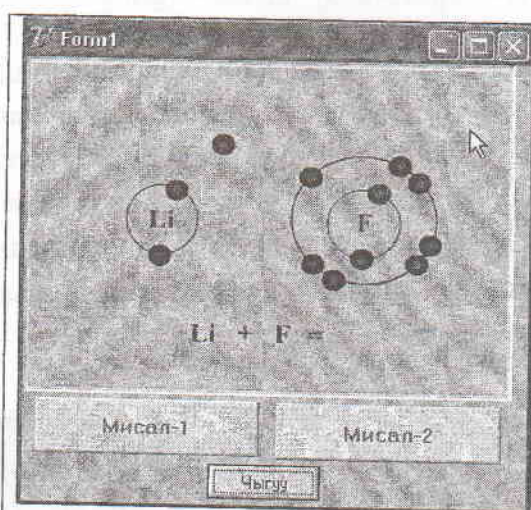 Form1
Li
F
Li + F =
Мисал-1
Мисал-2
Чыгуу